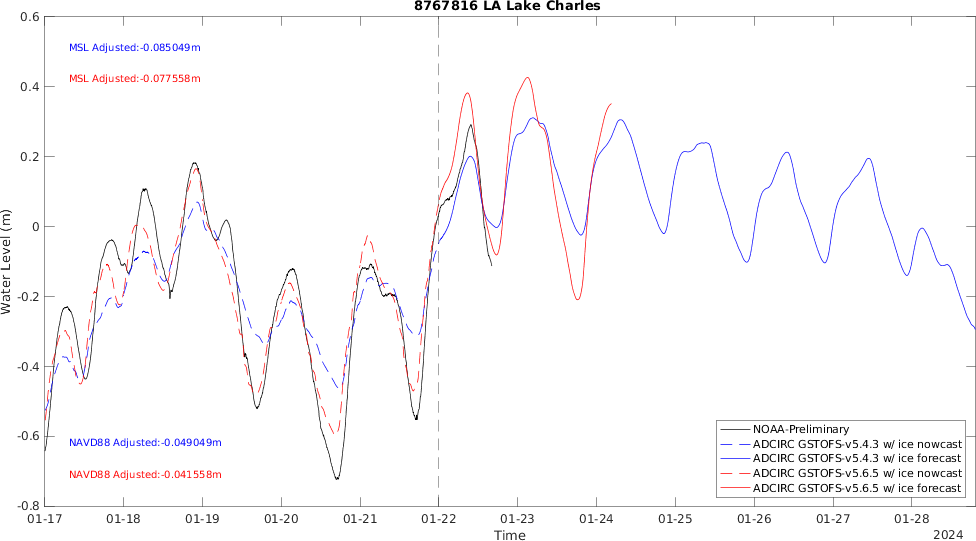 8767816 LA Lake Charles
0.6
0.4
0.2
0
-0.2
-0.4
-0.6
-0.8
Water Level (m)
MSL Adjusted:-0.085049m
MSL Adjusted:-0.077558m
NAVD88 Adjusted:-0.049049m
NAVD88 Adjusted:-0.041558m
NOAA-Preliminary
ADCIRC GSTOFS-v5.4.3 w/ ice nowcast
ADCIRC GSTOFS-v5.4.3 w/ ice forecast
ADCIRC GSTOFS-v5.6.5 w/ ice nowcast
ADCIRC GSTOFS-v5.6.5 w/ ice forecast
01-17 01-18 01-19 01-20 01-21 01-22 01-23 01-24 01-25 01-26 01-27 01-28
Time
2024